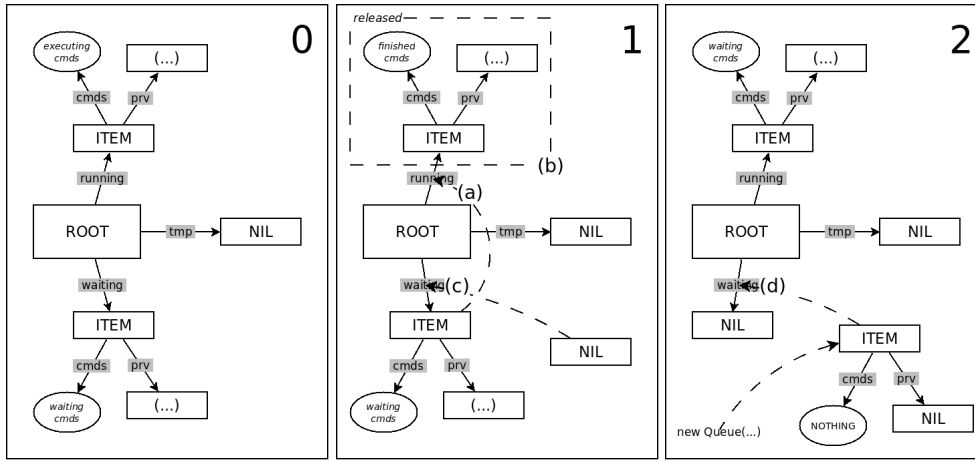 0
executing
cmds
(...)
cmds
prv
ITEM
running
ROOT
tmp
NIL
waiting
ITEM
cmds
prv
waiting
cmds
(...)
released
1
finished
cmds
(...)
cmds
prv
ITEM
(b)
running
(a)
ROOT
tmp
NIL
waiting
(c)
ITEM
NIL
cmds
prv
waiting
cmds
(...)
2
waiting
cmds
(...)
cmds
prv
ITEM
running
ROOT
tmp
NIL
waiting
(d)
NIL
ITEM
cmds
prv
new Queue(...)
NOTHING
NIL